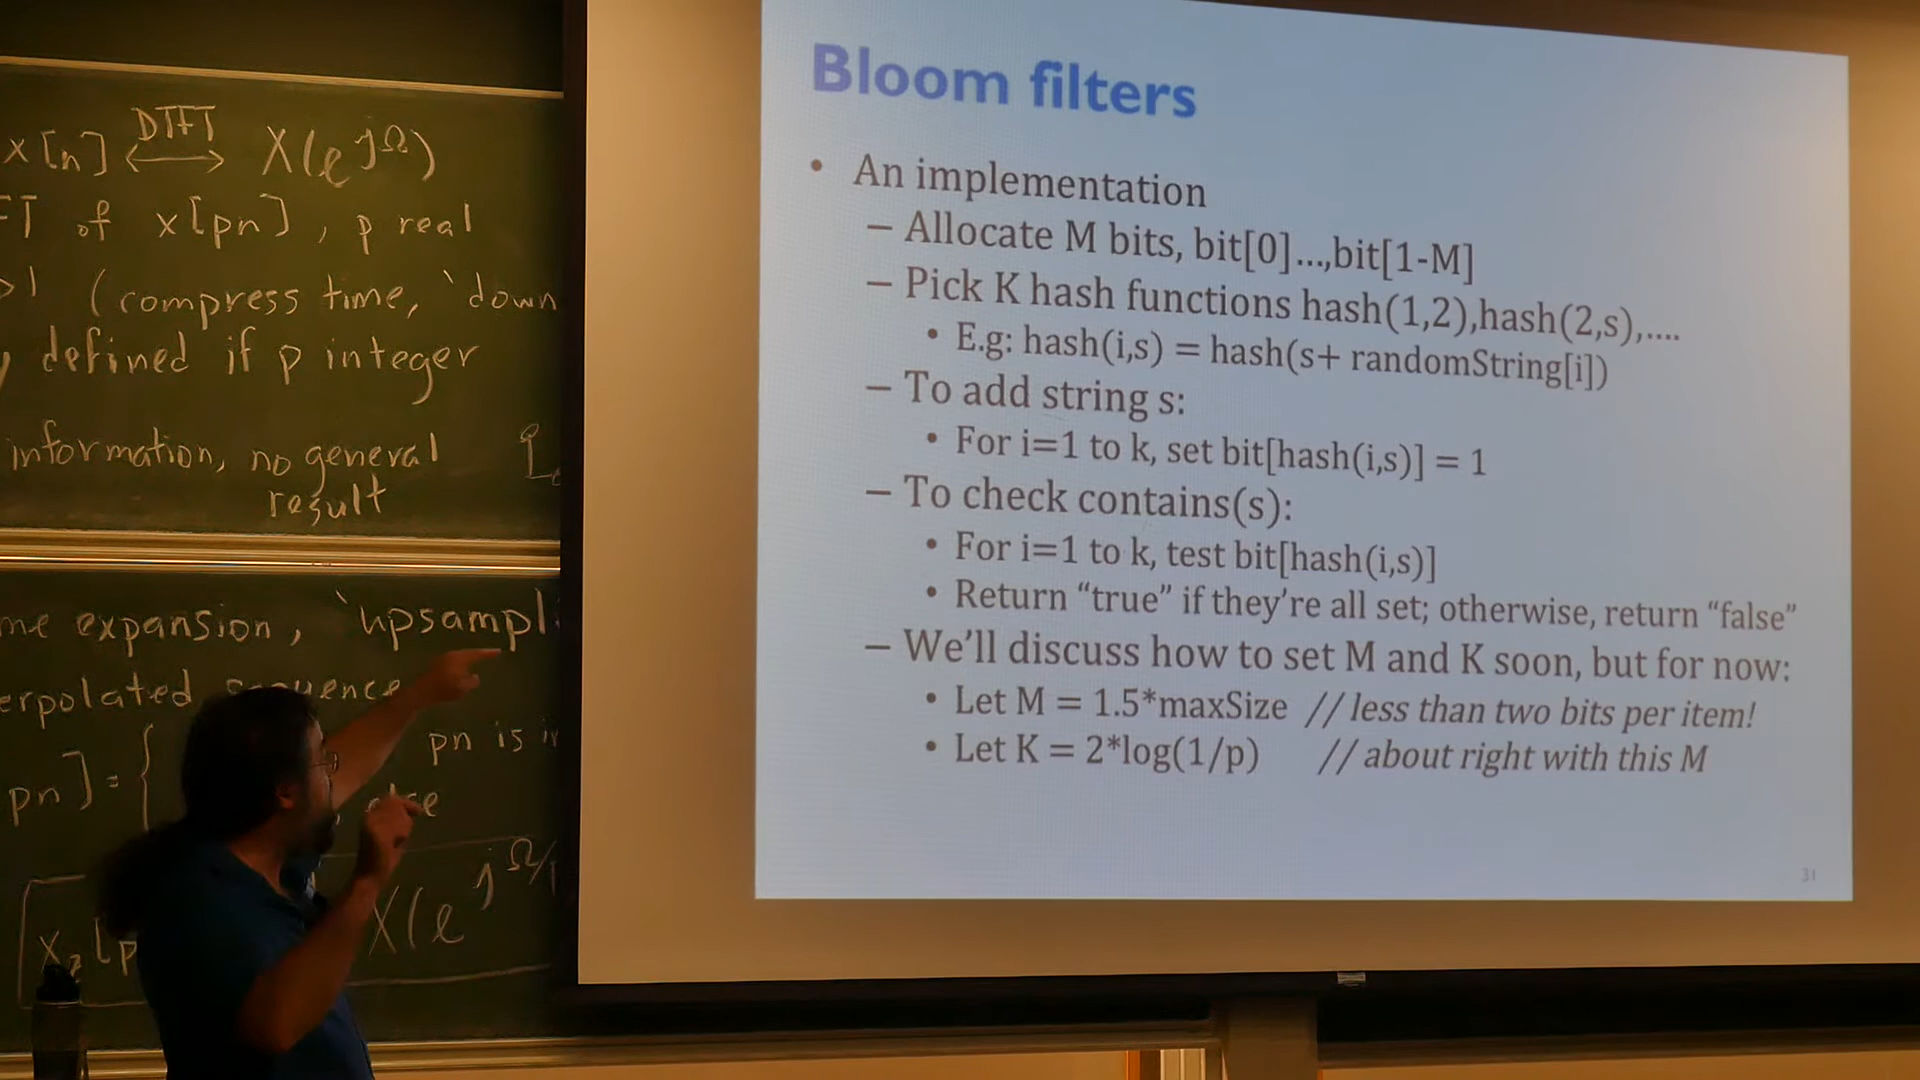 x[n] DTFT ↔ X(e^jΩ)
of x[pn], p real
>1 (compress time, `down
defined if p integer
information, no general
result
expansion, `upsampl
pn is
pn] = {
X(e^jΩ/
Bloom filters
• An implementation
– Allocate M bits, bit[0]…,bit[1-M]
– Pick K hash functions hash(1,2),hash(2,s),....
• E.g: hash(i,s) = hash(s+ randomString[i])
– To add string s:
• For i=1 to k, set bit[hash(i,s)] = 1
– To check contains(s):
• For i=1 to k, test bit[hash(i,s)]
• Return “true” if they’re all set; otherwise, return “false”
– We’ll discuss how to set M and K soon, but for now:
• Let M = 1.5*maxSize // less than two bits per item!
• Let K = 2*log(1/p) // about right with this M
31